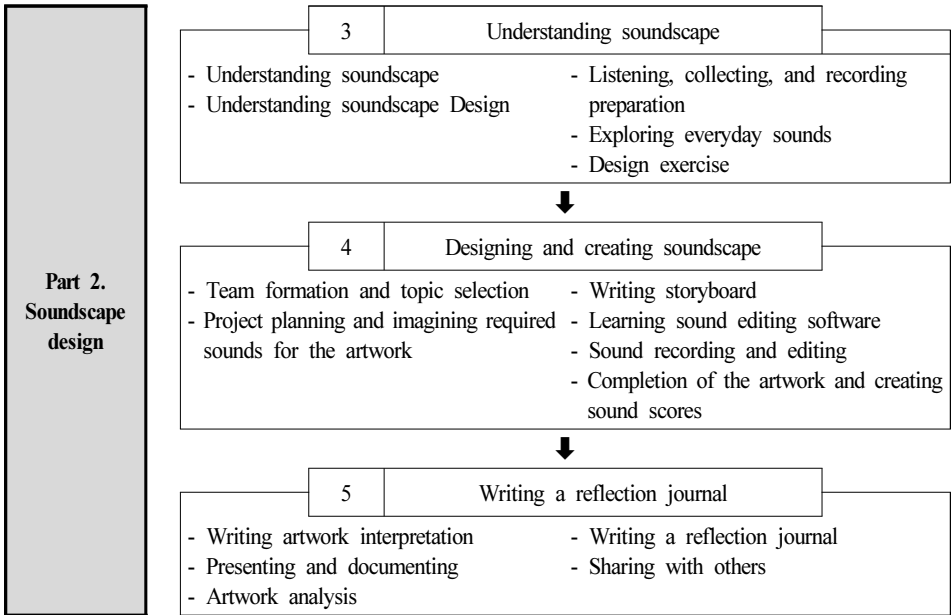 Part 2.
Soundscape
design
3
Understanding soundscape
- Understanding soundscape
- Understanding soundscape Design
- Listening, collecting, and recording
preparation
- Exploring everyday sounds
- Design exercise
4
Designing and creating soundscape
- Team formation and topic selection
- Project planning and imagining required
sounds for the artwork
- Writing storyboard
- Learning sound editing software
- Sound recording and editing
- Completion of the artwork and creating
sound scores
5
Writing a reflection journal
- Writing artwork interpretation
- Presenting and documenting
- Artwork analysis
- Writing a reflection journal
- Sharing with others